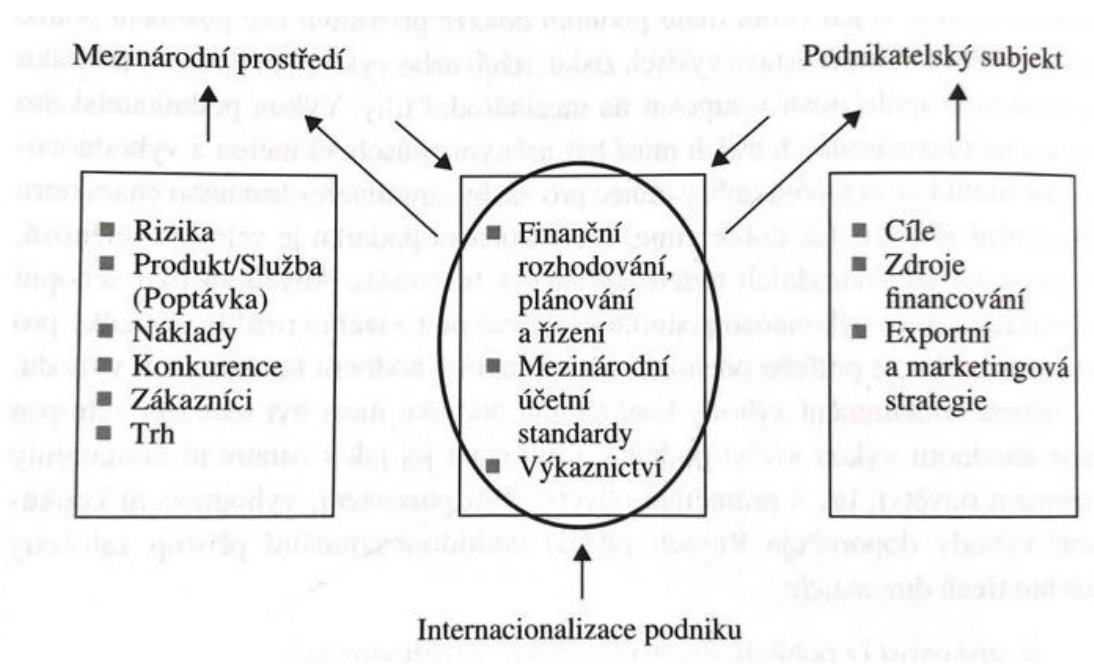 Mezinárodní prostředí
Podnikatelský subjekt
Rizika
Produkt/Služba
(Poptávka)
Náklady
Konkurence
Zákazníci
Trh
Finanční
rozhodování,
plánování
a řízení
Mezinárodní
účetní
standardy
Výkaznictví
Cíle
Zdroje
financování
Exportní
a marketingová
strategie
Internacionalizace podniku